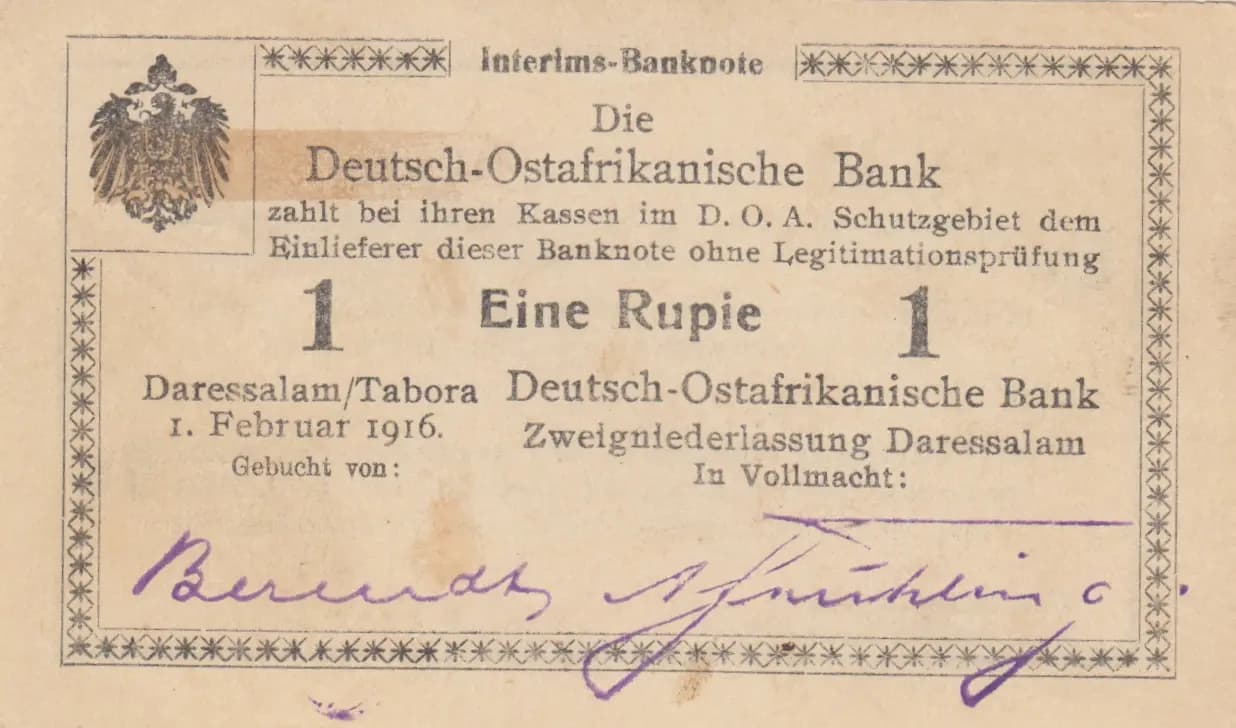 Interims-Banknote
Die
Deutsch-Ostafrikanische Bank
zahlt bei ihren Kassen im D. O. A. Schutzgebiet dem
Einlieferer dieser Banknote ohne Legitimationsprüfung
1 Eine Rupie 1
Daressalam/Tabora
1. Februar 1916.
Gebucht von:
Deutsch-Ostafrikanische Bank
Zweigniederlassung Daressalam
In Vollmacht:
Berendt